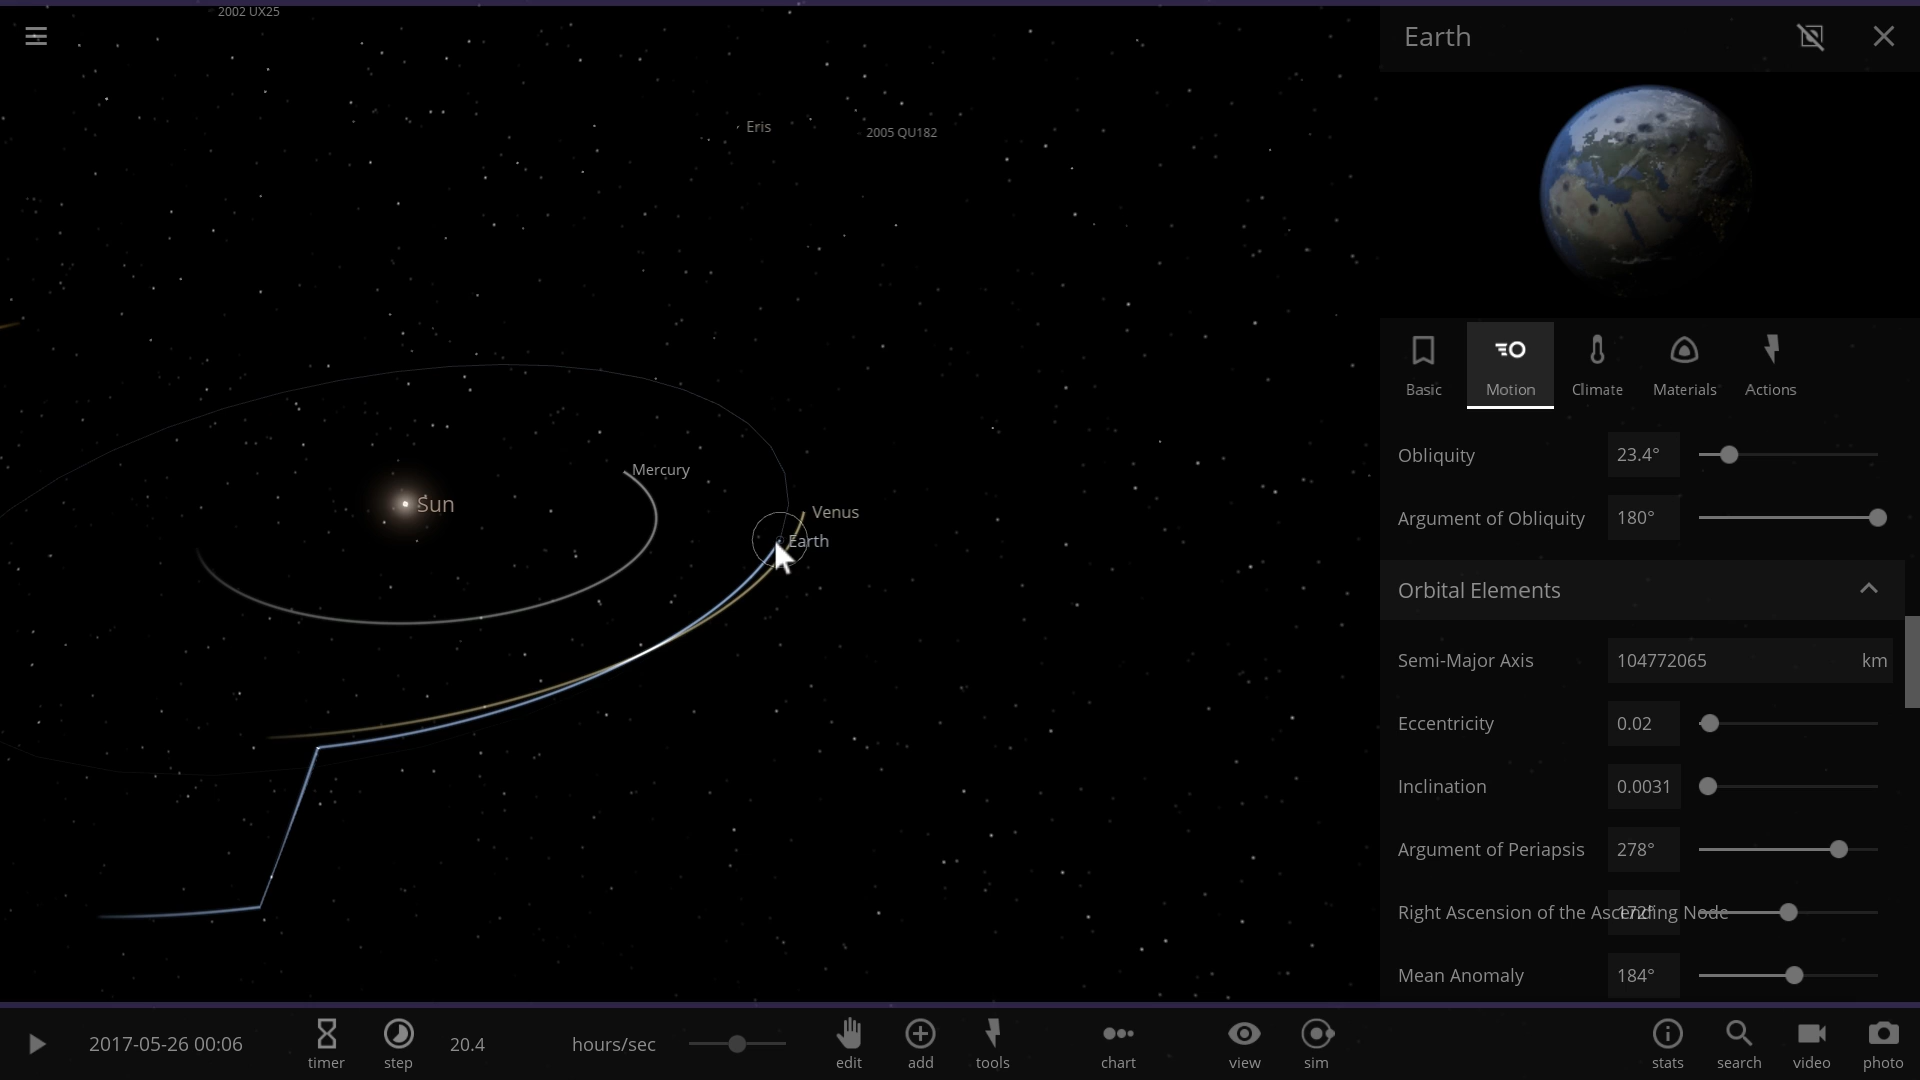 2002 UX25
Earth
Eris
2005 QU182
Basic
Motion
Climate
Materials
Actions
Obliquity 23.4°
Mercury
Sun
Venus
Argument of Obliquity 180°
Earth
Orbital Elements
Semi-Major Axis 104772065 km
Eccentricity 0.02
Inclination 0.0031
Argument of Periapsis 278°
Right Ascension of the Ascending Node 172°
Mean Anomaly 184°
2017-05-26 00:06
timer
step
20.4 hours/sec
edit
add
tools
chart
view
sim
stats
search
video
photo